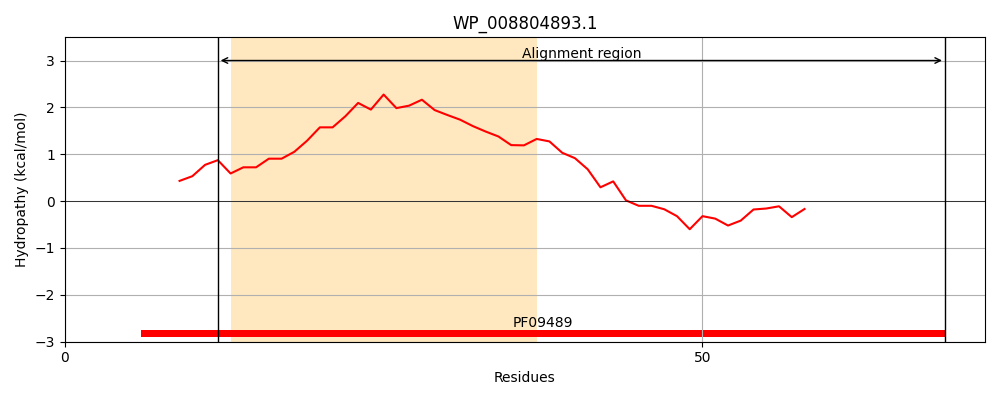 WP_008804893.1
Alignment region
3
2
1
0
−1
−2
−3
Hydropathy (kcal/mol)
PF09489
0
50
Residues